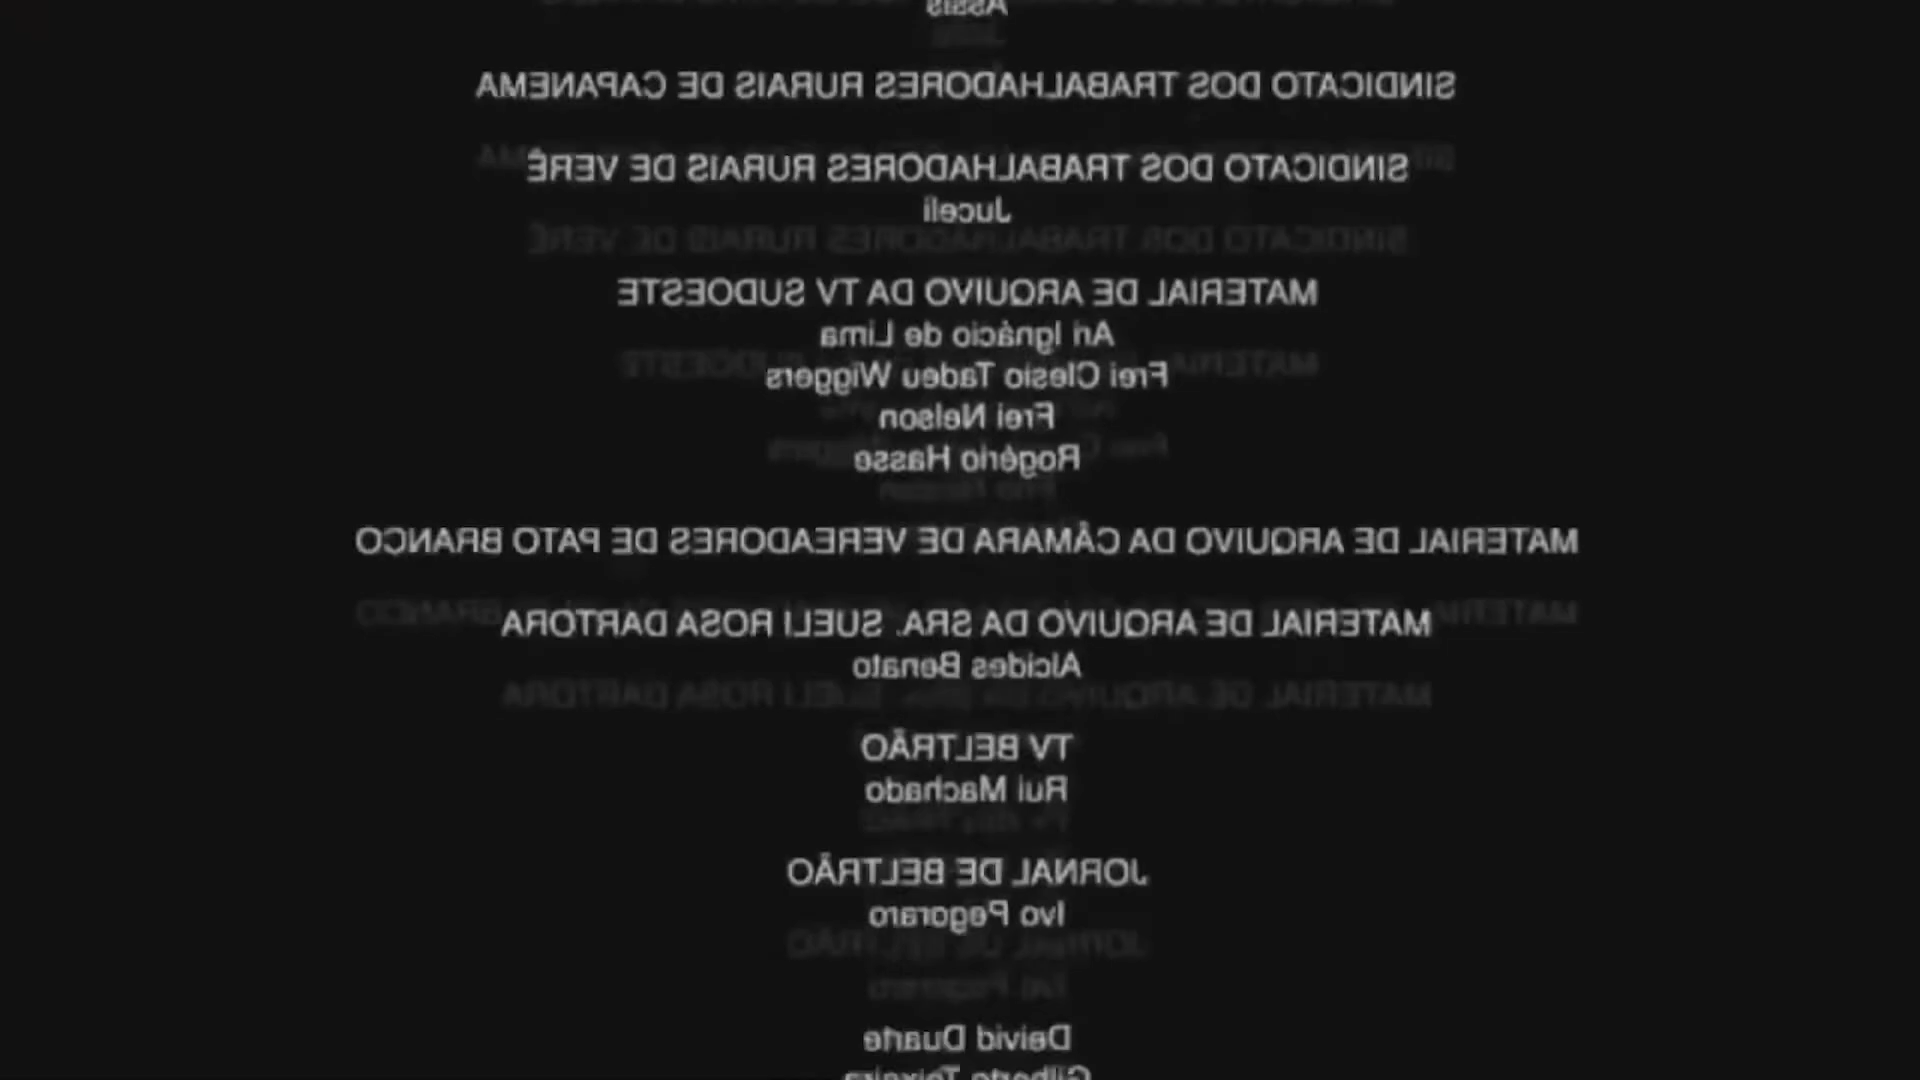 Assis
SINDICATO DOS TRABALHADORES RURAIS DE CAPANEMA
SINDICATO DOS TRABALHADORES RURAIS DE VERÊ
Juceli
MATERIAL DE ARQUIVO DA TV SUDOESTE
Ari Ignácio de Lima
Frei Clesio Tadeu Wiggers
Frei Nelson
Rogério Hasse
MATERIAL DE ARQUIVO DA CÂMARA DE VEREADORES DE PATO BRANCO
MATERIAL DE ARQUIVO DA SRA. SUELI ROSA DARTORA
Alcides Benato
TV BELTRÃO
Rui Machado
JORNAL DE BELTRÃO
Ivo Pegoraro
Deivid Duarte
Gilberto Teixeira